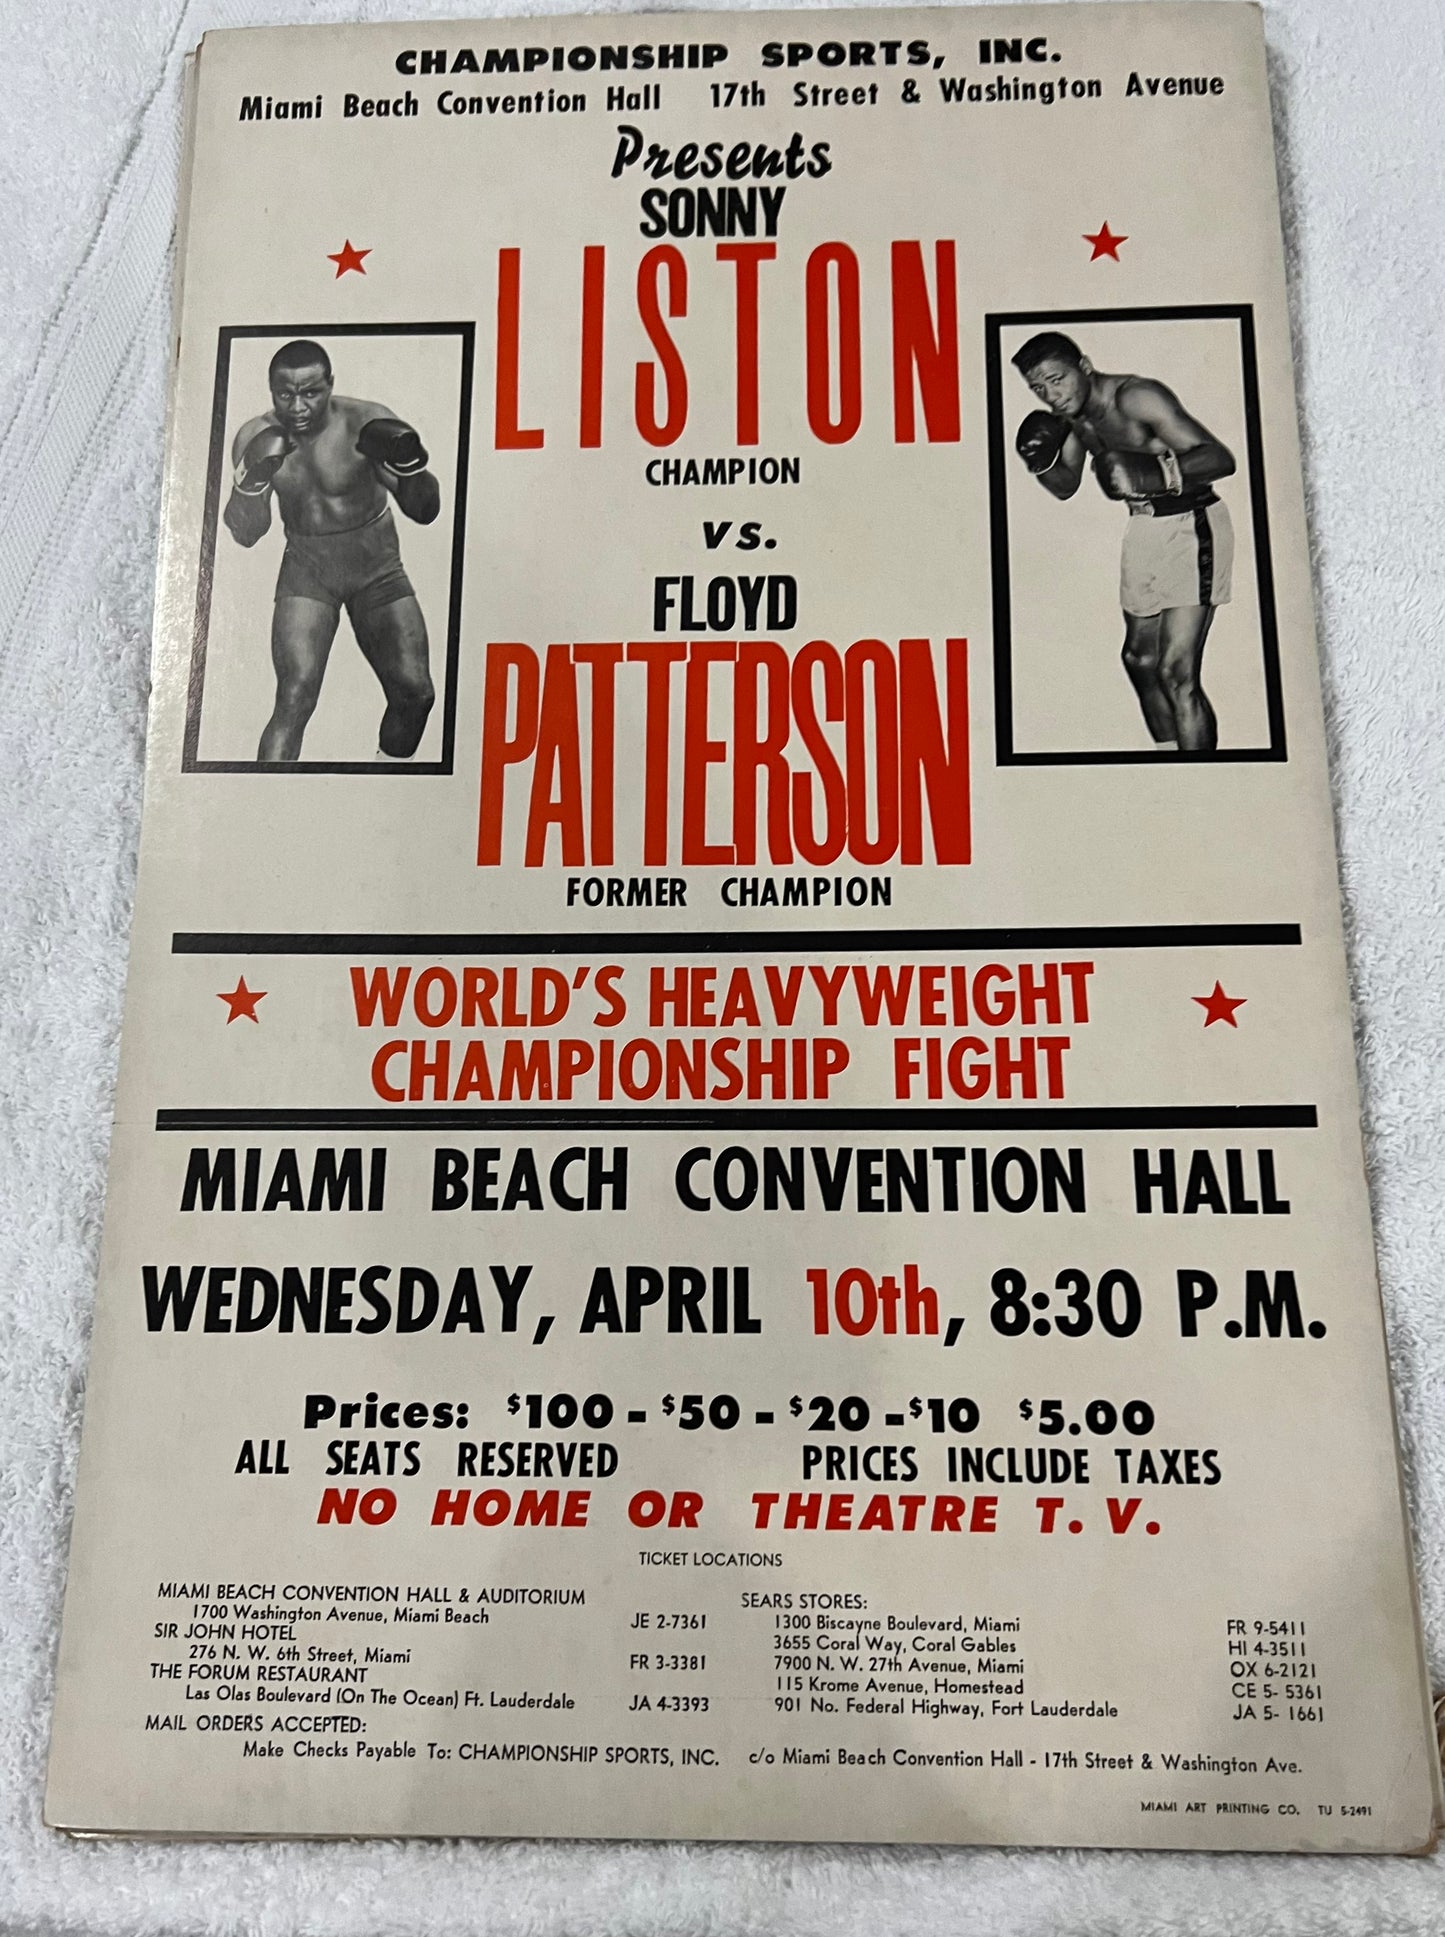 CHAMPIONSHIP SPORTS, INC.
Miami Beach Convention Hall 17th Street & Washington Avenue
Presents
SONNY
LISTON
CHAMPION
VS.
FLOYD
PATTERSON
FORMER CHAMPION
WORLD'S HEAVYWEIGHT
CHAMPIONSHIP FIGHT
MIAMI BEACH CONVENTION HALL
WEDNESDAY, APRIL 10th, 8:30 P.M.
Prices: $100 - $50 - $20 -$10 $5.00
ALL SEATS RESERVED PRICES INCLUDE TAXES
NO HOME OR THEATRE T. V.
TICKET LOCATIONS
MIAMI BEACH CONVENTION HALL & AUDITORIUM
1700 Washington Avenue, Miami Beach JE 2-7361
SIR JOHN HOTEL
276 N. W. 6th Street, Miami FR 3-3381
THE FORUM RESTAURANT
Las Olas Boulevard (On The Ocean) Ft. Lauderdale JA 4-3393
SEARS STORES:
1300 Biscayne Boulevard, Miami FR 9-5411
3655 Coral Way, Coral Gables HI 4-3511
7900 N. W. 27th Avenue, Miami OX 6-2121
115 Krome Avenue, Homestead CE 5- 5361
901 No. Federal Highway, Fort Lauderdale JA 5- 1661
MAIL ORDERS ACCEPTED:
Make Checks Payable To: CHAMPIONSHIP SPORTS, INC. c/o Miami Beach Convention Hall - 17th Street & Washington Ave.
MIAMI ART PRINTING CO. TU 5-2491